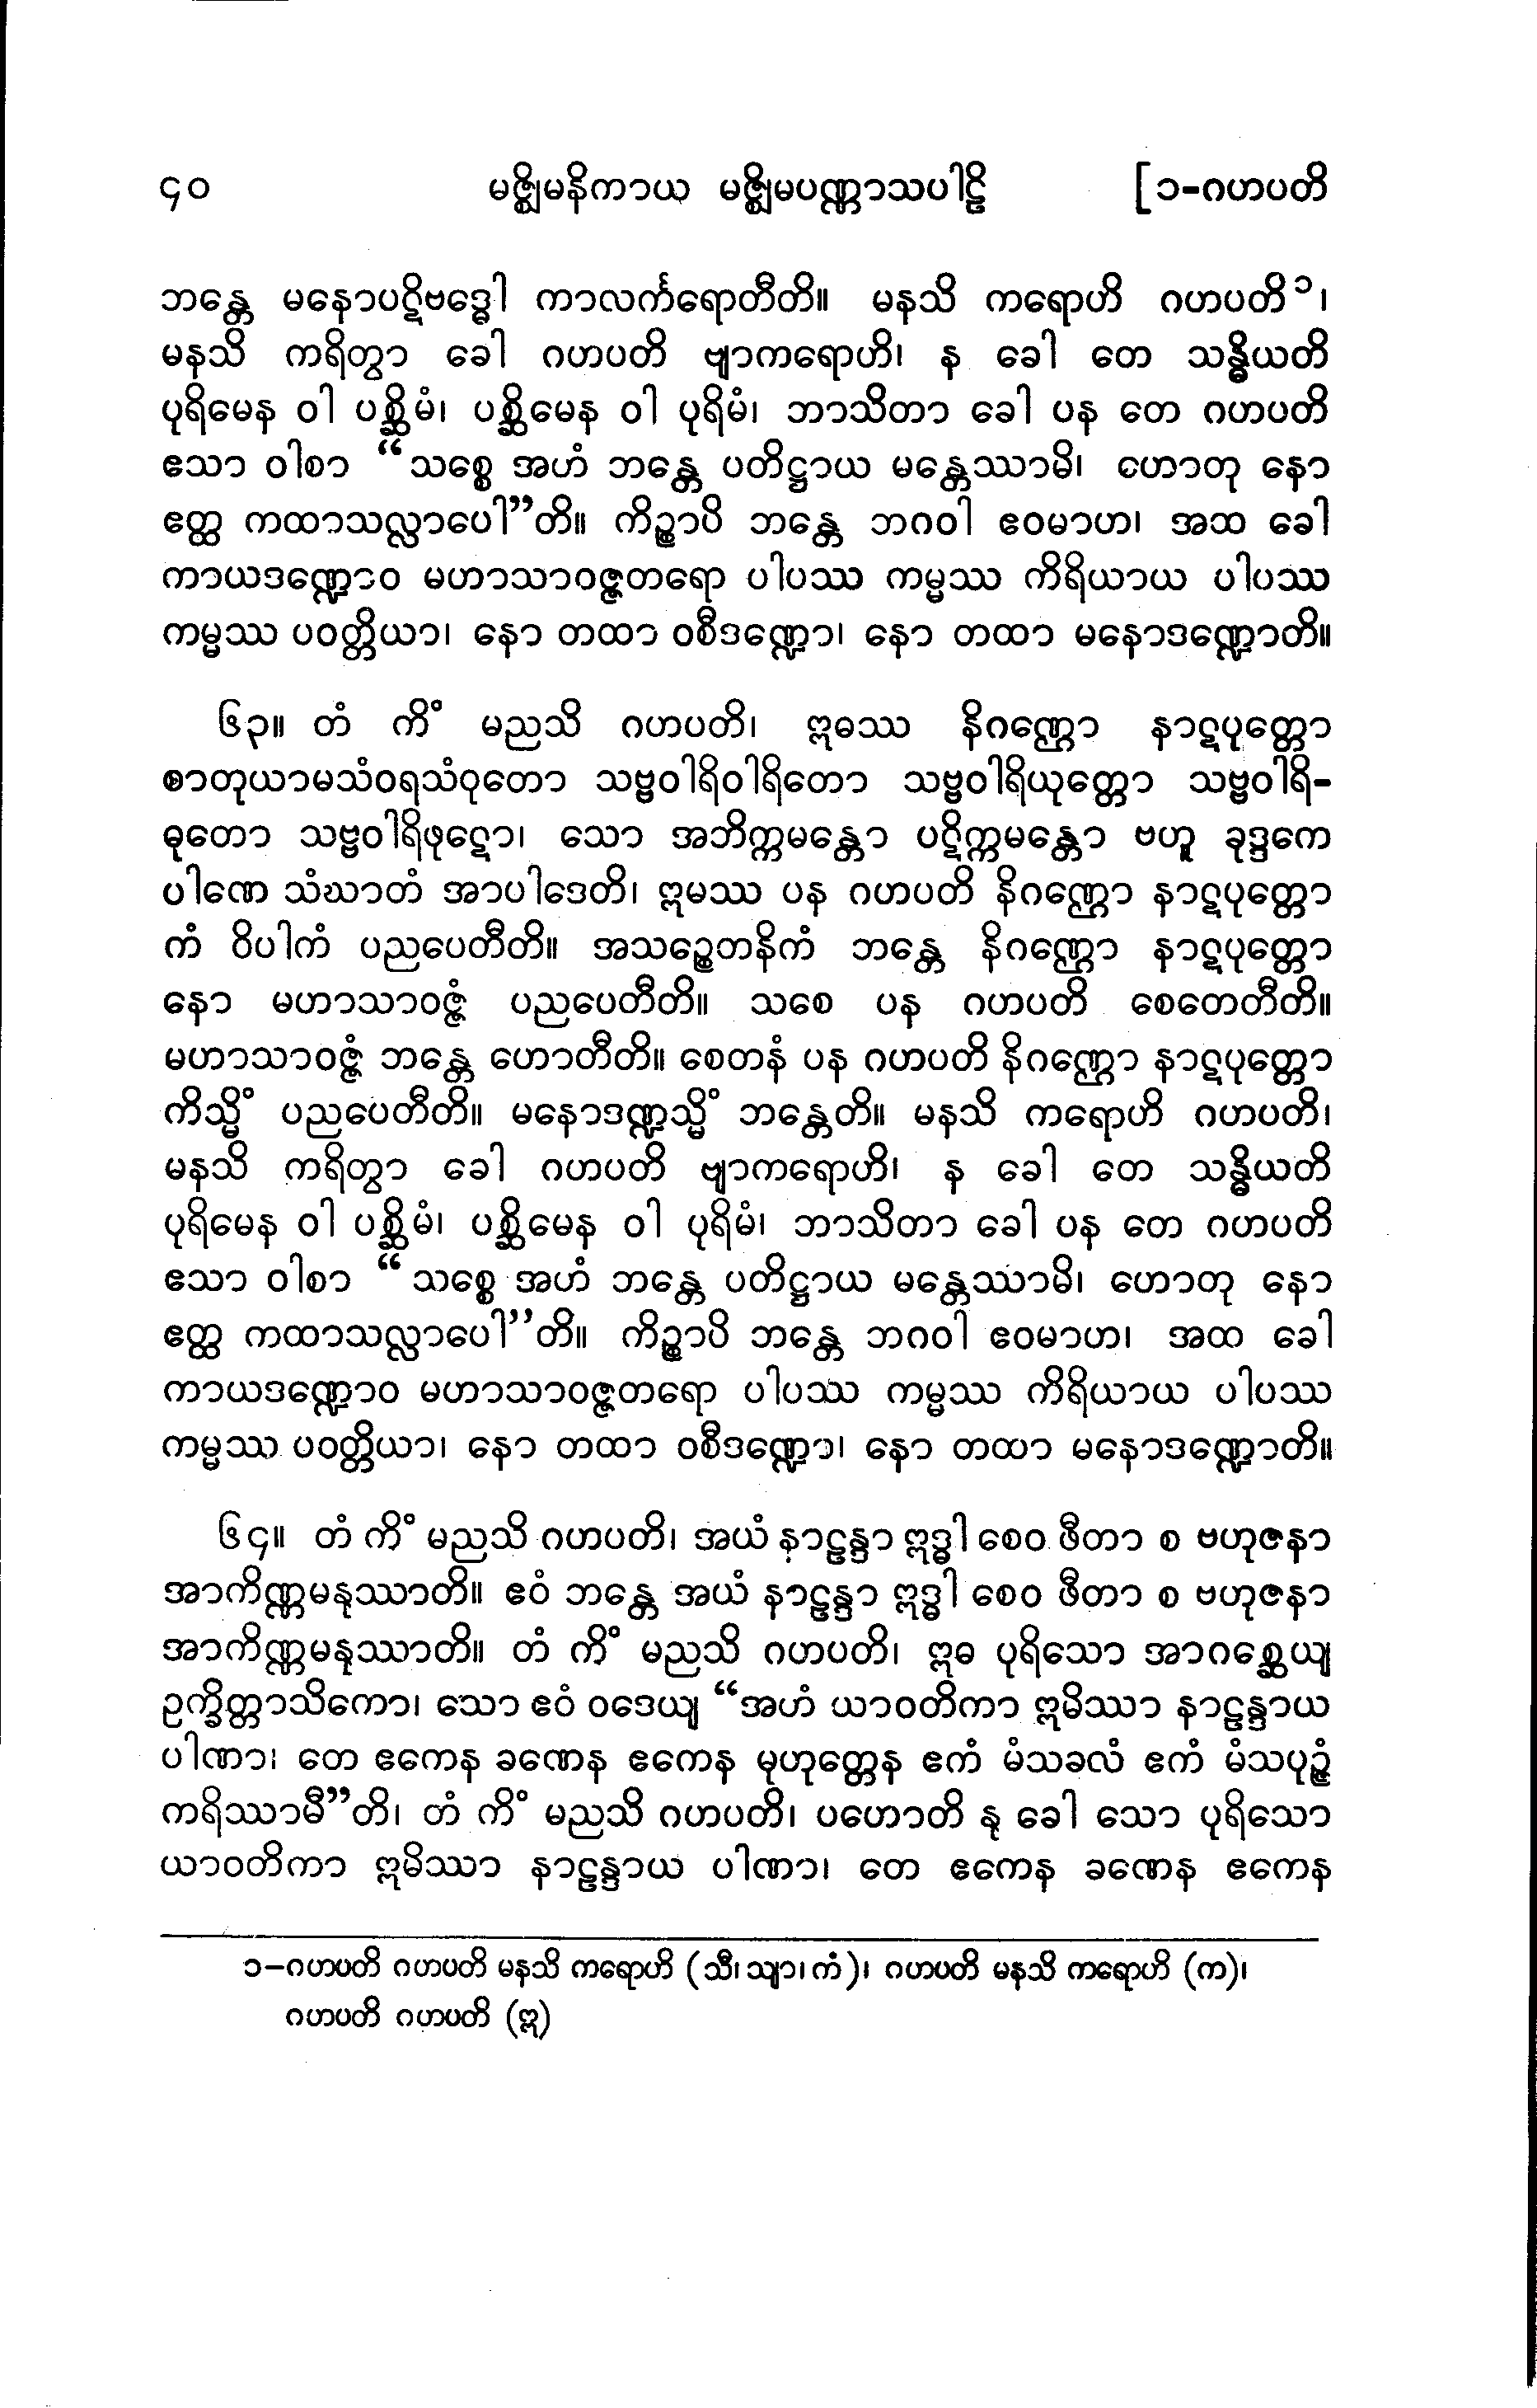 ၄၀ မဇ္ဈိမနိကာယ မဇ္ဈိမပဏ္ဏာသပါဠိ [၁-ဂဟပတိ
ဘန္တေ မနောပဋိဗဒ္ဓေါ ကာလင်္ကရောတီတိ။ မနသိ ကရောဟိ ဂဟပတိ၁၊
မနသိ ကရိတွာ ခေါ ဂဟပတိ ဗျာကရောဟိ၊ န ခေါ တေ သန္ဓိယတိ
ပုရိမေန ဝါ ပစ္ဆိမံ၊ ပစ္ဆိမေန ဝါ ပုရိမံ၊ ဘာသိတာ ခေါ ပန တေ ဂဟပတိ
ဧသာ ဝါစာ “သစ္စေ အဟံ ဘန္တေ ပတိဋ္ဌာယ မန္တေဿာမိ၊ ဟောတု နော
ဧတ္ထ ကထာသလ္လာပေါ”တိ။ ကိဉ္စာပိ ဘန္တေ ဘဂဝါ ဧဝမာဟ၊ အထ ခေါ
ကာယဒဏ္ဍောဝ မဟာသာဝဇ္ဇတရော ပါပဿ ကမ္မဿ ကိရိယာယ ပါပဿ
ကမ္မဿ ပဝတ္တိယာ၊ နော တထာ ဝစီဒဏ္ဍော၊ နော တထာ မနောဒဏ္ဍောတိ။
၆၃။ တံ ကိံ မညသိ ဂဟပတိ၊ ဣဓဿ နိဂဏ္ဌော နာဋပုတ္တော
စာတုယာမသံဝရသံဝုတော သဗ္ဗဝါရိဝါရိတော သဗ္ဗဝါရိယုတ္တော သဗ္ဗဝါရိ-
ဓုတော သဗ္ဗဝါရိဖုဋော၊ သော အဘိက္ကမန္တော ပဋိက္ကမန္တော ဗဟူ ခုဒ္ဒကေ
ပါဏေ သံဃာတံ အာပါဒေတိ၊ ဣမဿ ပန ဂဟပတိ နိဂဏ္ဌော နာဋပုတ္တော
ကံ ဝိပါကံ ပညပေတီတိ။ အသဉ္စေတနိကံ ဘန္တေ နိဂဏ္ဌော နာဋပုတ္တော
နော မဟာသာဝဇ္ဇံ ပညပေတီတိ။ သစေ ပန ဂဟပတိ စေတေတီတိ။
မဟာသာဝဇ္ဇံ ဘန္တေ ဟောတီတိ။ စေတနံ ပန ဂဟပတိ နိဂဏ္ဌော နာဋပုတ္တော
ကိသ္မိံ ပညပေတီတိ။ မနောဒဏ္ဍသ္မိံ ဘန္တေတိ။ မနသိ ကရောဟိ ဂဟပတိ၊
မနသိ ကရိတွာ ခေါ ဂဟပတိ ဗျာကရောဟိ၊ န ခေါ တေ သန္ဓိယတိ
ပုရိမေန ဝါ ပစ္ဆိမံ၊ ပစ္ဆိမေန ဝါ ပုရိမံ၊ ဘာသိတာ ခေါ ပန တေ ဂဟပတိ
ဧသာ ဝါစာ “သစ္စေ အဟံ ဘန္တေ ပတိဋ္ဌာယ မန္တေဿာမိ၊ ဟောတု နော
ဧတ္ထ ကထာသလ္လာပေါ”တိ။ ကိဉ္စာပိ ဘန္တေ ဘဂဝါ ဧဝမာဟ၊ အထ ခေါ
ကာယဒဏ္ဍောဝ မဟာသာဝဇ္ဇတရော ပါပဿ ကမ္မဿ ကိရိယာယ ပါပဿ
ကမ္မဿ ပဝတ္တိယာ၊ နော တထာ ဝစီဒဏ္ဍော၊ နော တထာ မနောဒဏ္ဍောတိ။
၆၄။ တံ ကိံ မညသိ ဂဟပတိ၊ အယံ နာဠန္ဒာ ဣဒ္ဓါ စေဝ ဖီတာ စ ဗဟုဇနာ
အာကိဏ္ဏမနုဿာတိ။ ဧဝံ ဘန္တေ အယံ နာဠန္ဒာ ဣဒ္ဓါ စေဝ ဖီတာ စ ဗဟုဇနာ
အာကိဏ္ဏမနုဿာတိ။ တံ ကိံ မညသိ ဂဟပတိ၊ ဣဓ ပုရိသော အာဂစ္ဆေယျ
ဥက္ခိတ္တာသိကော၊ သော ဧဝံ ဝဒေယျ “အဟံ ယာဝတိကာ ဣမိဿာ နာဠန္ဒာယ
ပါဏာ၊ တေ ဧကေန ခဏေန ဧကေန မုဟုတ္တေန ဧကံ မံသခလံ ဧကံ မံသပုဉ္ဇံ
ကရိဿာမီ”တိ၊ တံ ကိံ မညသိ ဂဟပတိ၊ ပဟောတိ နု ခေါ သော ပုရိသော
ယာဝတိကာ ဣမိဿာ နာဠန္ဒာယ ပါဏာ၊ တေ ဧကေန ခဏေန ဧကေန
၁-ဂဟပတိ ဂဟပတိ မနသိ ကရောဟိ (သီ၊ သျာ၊ ကံ)၊ ဂဟပတိ မနသိ ကရောဟိ (က)၊
ဂဟပတိ ဂဟပတိ (ဣ)